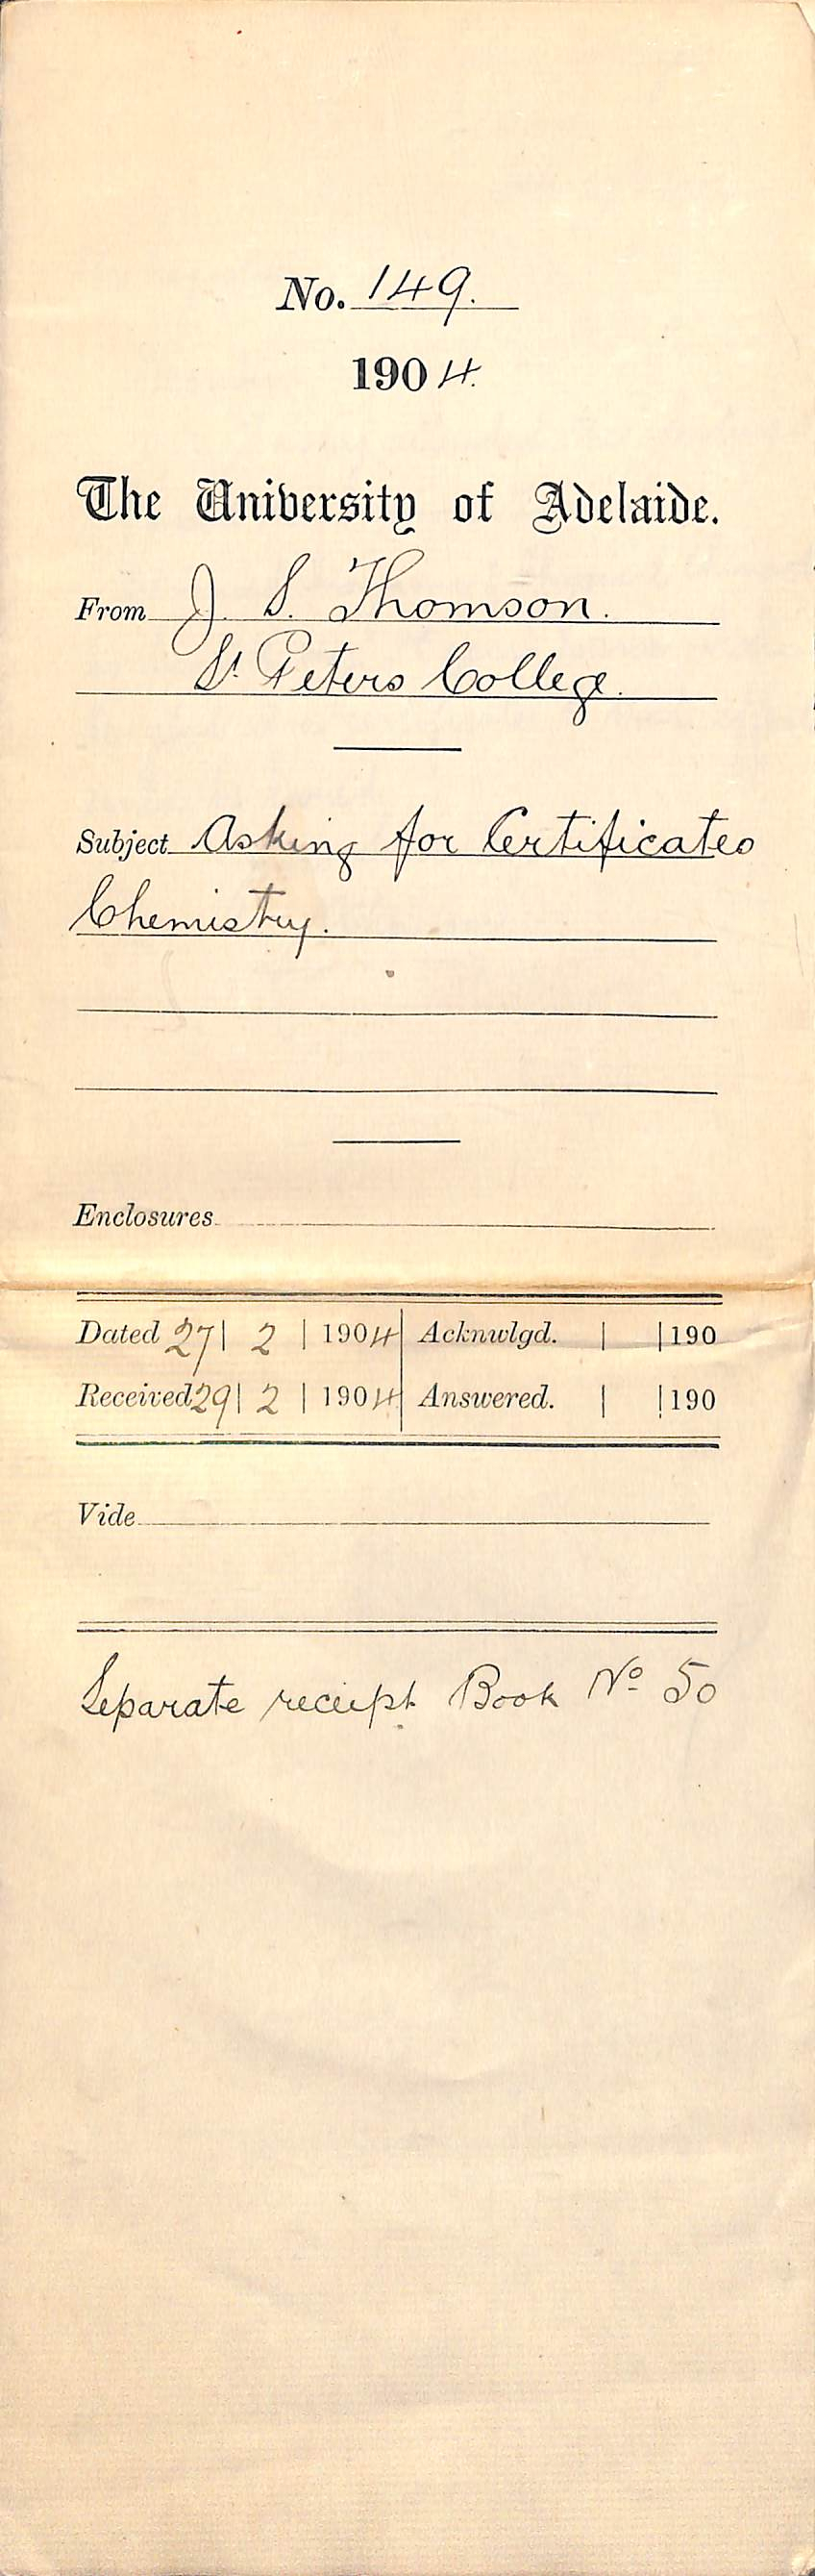 No. 149.
1904.
The University of Adelaide.
From J. S. Thomson.
St Peters College.
Subject Asking for Certificates
Chemistry.
Enclosures
Dated 27 | 2 | 1904 | Acknwlgd. | | 190
Received 29 | 2 | 1904 | Answered. | | 190
Vide
Separate receipt Book No 50